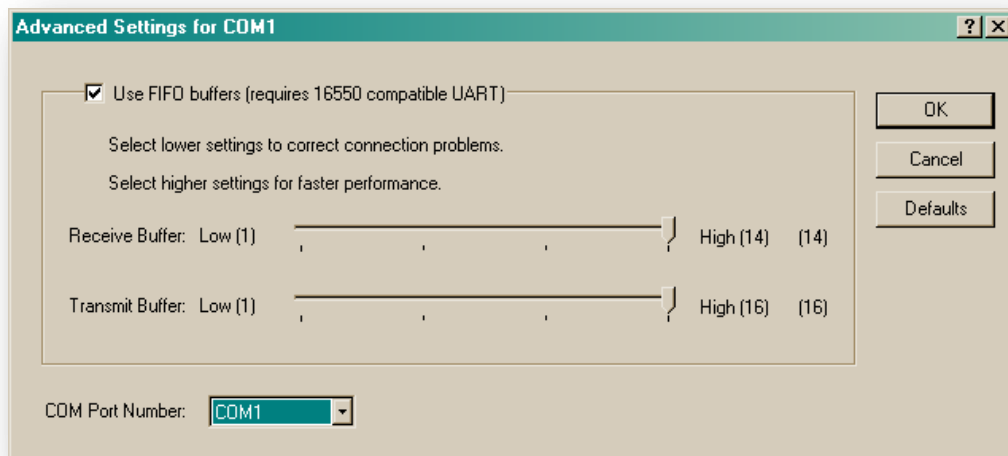 Advanced Settings for COM1
Use FIFO buffers (requires 16550 compatible UART)
OK
Select lower settings to correct connection problems.
Cancel
Select higher settings for faster performance.
Defaults
Receive Buffer: Low (1) High (14) (14)
Transmit Buffer: Low (1) High (16) (16)
COM Port Number: COM1